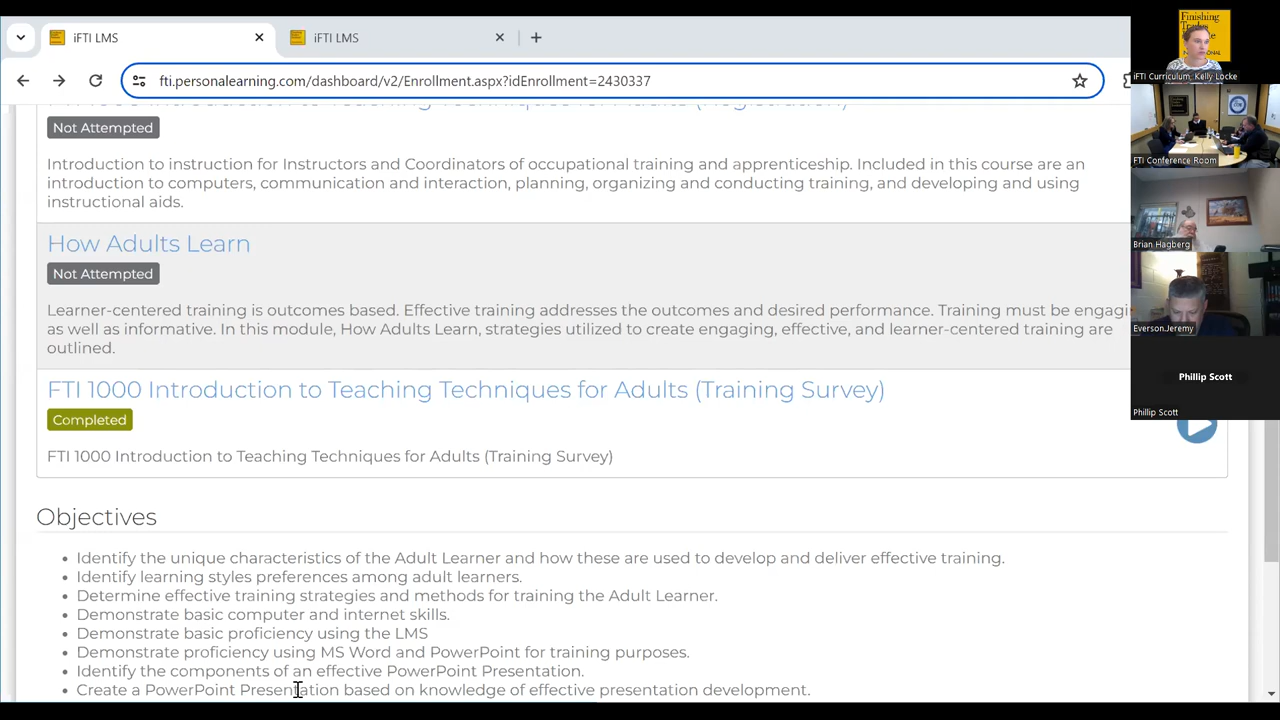 iFTI LMS
iFTI LMS
fti.personalearning.com/dashboard/v2/Enrollment.aspx?idEnrollment=2430337
Not Attempted
Introduction to instruction for Instructors and Coordinators of occupational training and apprenticeship. Included in this course are an
introduction to computers, communication and interaction, planning, organizing and conducting training, and developing and using
instructional aids.
How Adults Learn
Not Attempted
Learner-centered training is outcomes based. Effective training addresses the outcomes and desired performance. Training must be engagi
as well as informative. In this module, How Adults Learn, strategies utilized to create engaging, effective, and learner-centered training are
outlined.
FTI 1000 Introduction to Teaching Techniques for Adults (Training Survey)
Completed
FTI 1000 Introduction to Teaching Techniques for Adults (Training Survey)
Objectives
• Identify the unique characteristics of the Adult Learner and how these are used to develop and deliver effective training.
• Identify learning styles preferences among adult learners.
• Determine effective training strategies and methods for training the Adult Learner.
• Demonstrate basic computer and internet skills.
• Demonstrate basic proficiency using the LMS
• Demonstrate proficiency using MS Word and PowerPoint for training purposes.
• Identify the components of an effective PowerPoint Presentation.
• Create a PowerPoint Presentation based on knowledge of effective presentation development.
Finishing
Trades
iFTI Curriculum, Kelly Locke
FTI Conference Room
Brian Hagberg
Everson.Jeremy
Phillip Scott
Phillip Scott